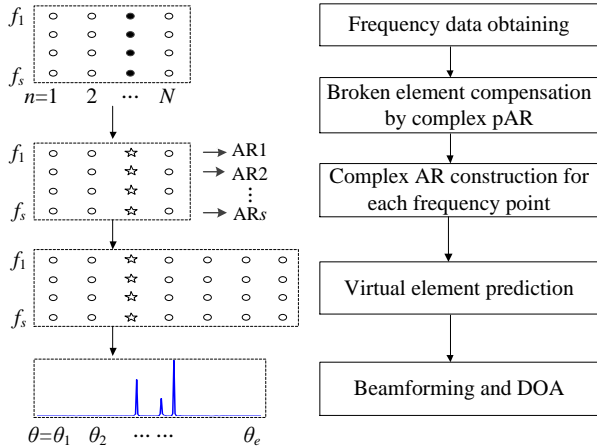 f1
fs
n=1 2 ... N
f1
fs
AR1
AR2
⋮
ARs
f1
fs
θ=θ1 θ2 ... ... θe
Frequency data obtaining
Broken element compensation
by complex pAR
Complex AR construction for
each frequency point
Virtual element prediction
Beamforming and DOA